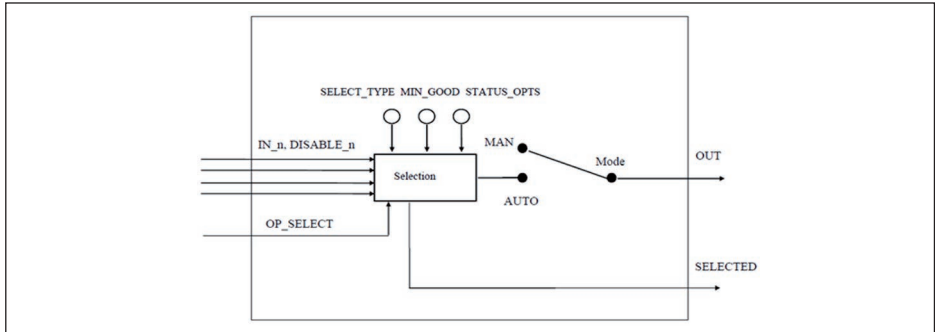 SELECT_TYPE MIN_GOOD STATUS_OPTS
IN_n, DISABLE_n
MAN
Mode
OUT
Selection
AUTO
OP_SELECT
SELECTED